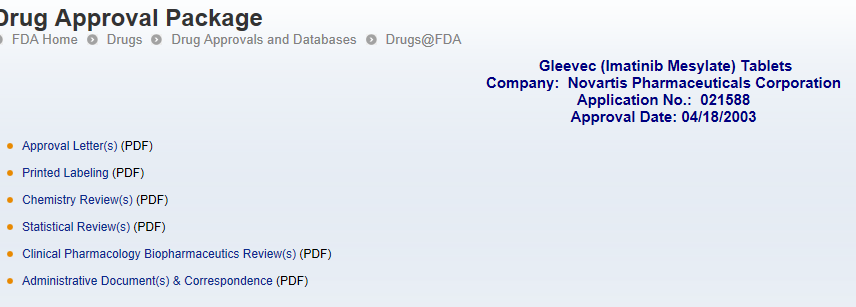 Drug Approval Package
FDA Home Drugs Drug Approvals and Databases Drugs@FDA
Gleevec (Imatinib Mesylate) Tablets
Company: Novartis Pharmaceuticals Corporation
Application No.: 021588
Approval Date: 04/18/2003
Approval Letter(s) (PDF)
Printed Labeling (PDF)
Chemistry Review(s) (PDF)
Statistical Review(s) (PDF)
Clinical Pharmacology Biopharmaceutics Review(s) (PDF)
Administrative Document(s) & Correspondence (PDF)